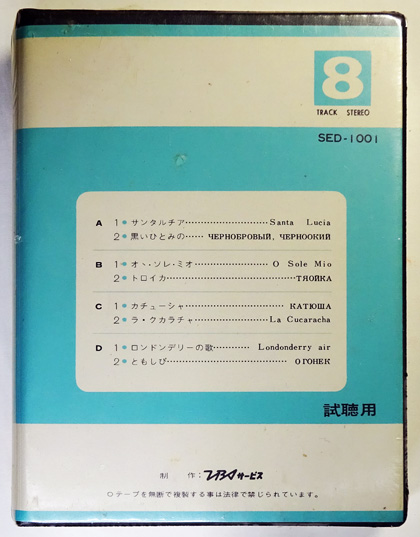 8
TRACK STEREO
SED-1001
A 1● サンタルチア……………………Santa Lucia
2● 黒いひとみの……ЧЕРНОБРОВЫЙ, ЧЕРНООКИЙ
B 1● オ・ソレ・ミオ……………………O Sole Mio
2● トロイカ……………………………………ТЯОЙКА
C 1● カチューシャ……………………………КАТЮША
2● ラ・クカラチャ……………………La Cucaracha
D 1● ロンドンデリーの歌…………Londonderry air
2● ともしび…………………………………ОГОНЕК
試聴用
制 作：サービス
○テープを無断で複製する事は法律で禁じられています。